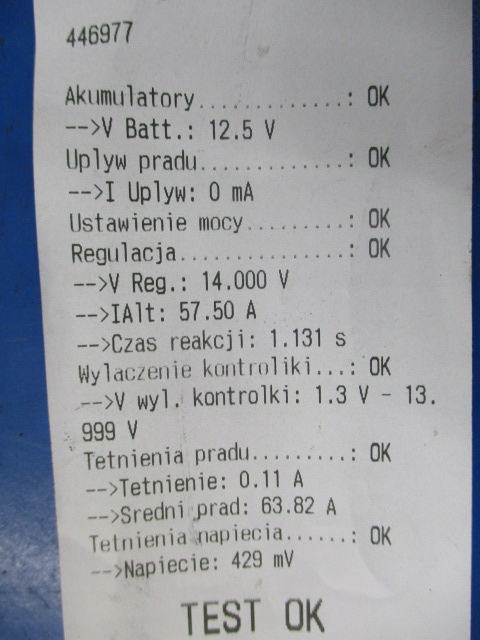 446977
Akumulatory..............: OK
-->V Batt.: 12.5 V
Uplyw pradu..............: OK
-->I Uplyw: 0 mA
Ustawienie mocy.........: OK
Regulacja...............: OK
-->V Reg.: 14.000 V
-->IAlt: 57.50 A
-->Czas reakcji: 1.131 s
Wylaczenie kontroliki...: OK
-->V wyl. kontrolki: 1.3 V - 13.
999 V
Tetnienia pradu.........: OK
-->Tetnienie: 0.11 A
-->Sredni prad: 63.82 A
Tetnienia napiecia......: OK
-->Napiecie: 429 mV
TEST OK